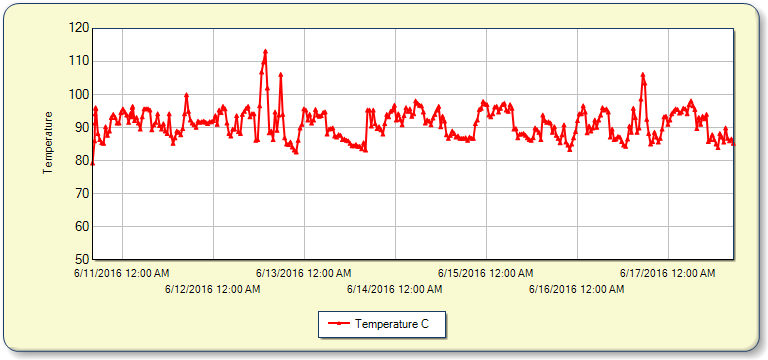 120
110
100
90
80
70
60
50
Temperature
6/11/2016 12:00 AM
6/12/2016 12:00 AM
6/13/2016 12:00 AM
6/14/2016 12:00 AM
6/15/2016 12:00 AM
6/16/2016 12:00 AM
6/17/2016 12:00 AM
Temperature C